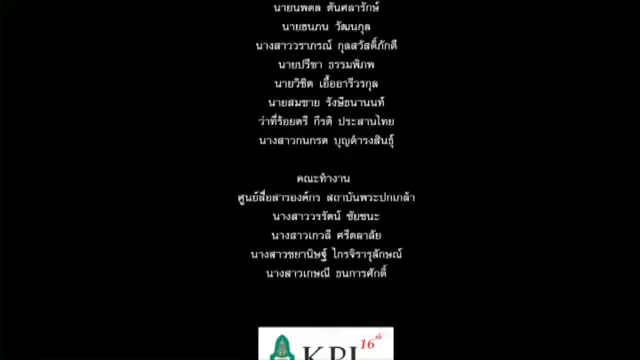 นายนพดล ตันศลารักษ์
นายธนภน วัฒนกุล
นางสาววราภรณ์ กุลสวัสดิ์ภักดี
นายปรีชา ธรรมพิภพ
นายวิชิต เอื้ออารีวรกุล
นายสมชาย รังษีธนานนท์
ว่าที่ร้อยตรี กีรติ ประสานไทย
นางสาวกนกรด บุญดำรงสินธุ์
คณะทำงาน
ศูนย์สื่อสารองค์กร สถาบันพระปกเกล้า
นางสาววรรัตน์ ชัยชนะ
นางสาวเกวลี ศรีตลาลัย
นางสาวชยานิษฐ์ ไกรจิรารุลักษณ์
นางสาวเกษณี ธนการศักดิ์
KPI 16th